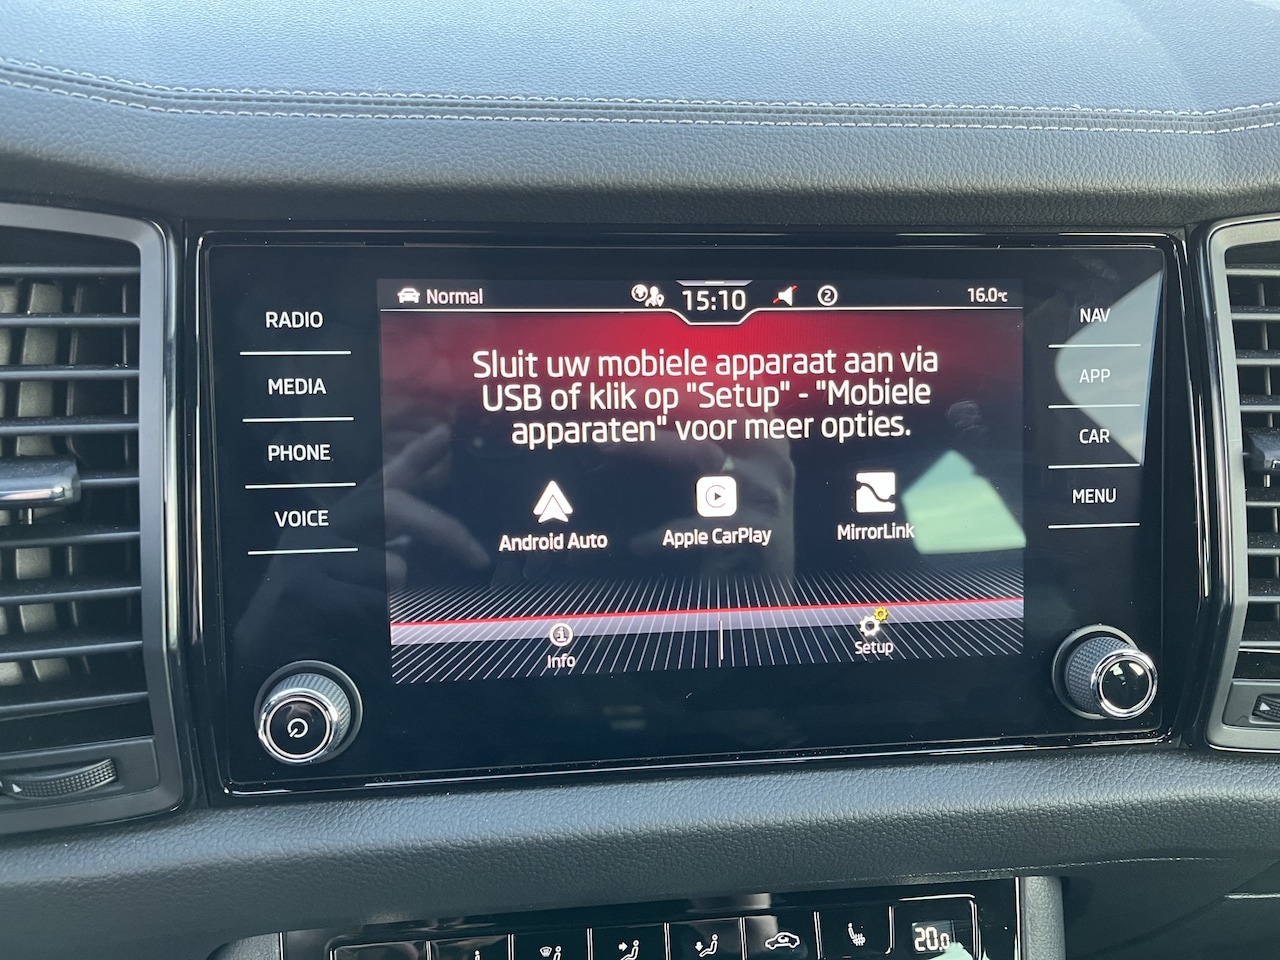 Normal
15:10
2
16.0°C
RADIO
MEDIA
PHONE
VOICE
NAV
APP
CAR
MENU
Sluit uw mobiele apparaat aan via
USB of klik op "Setup" - "Mobiele
apparaten" voor meer opties.
Android Auto
Apple CarPlay
MirrorLink
Info
Setup
20.0